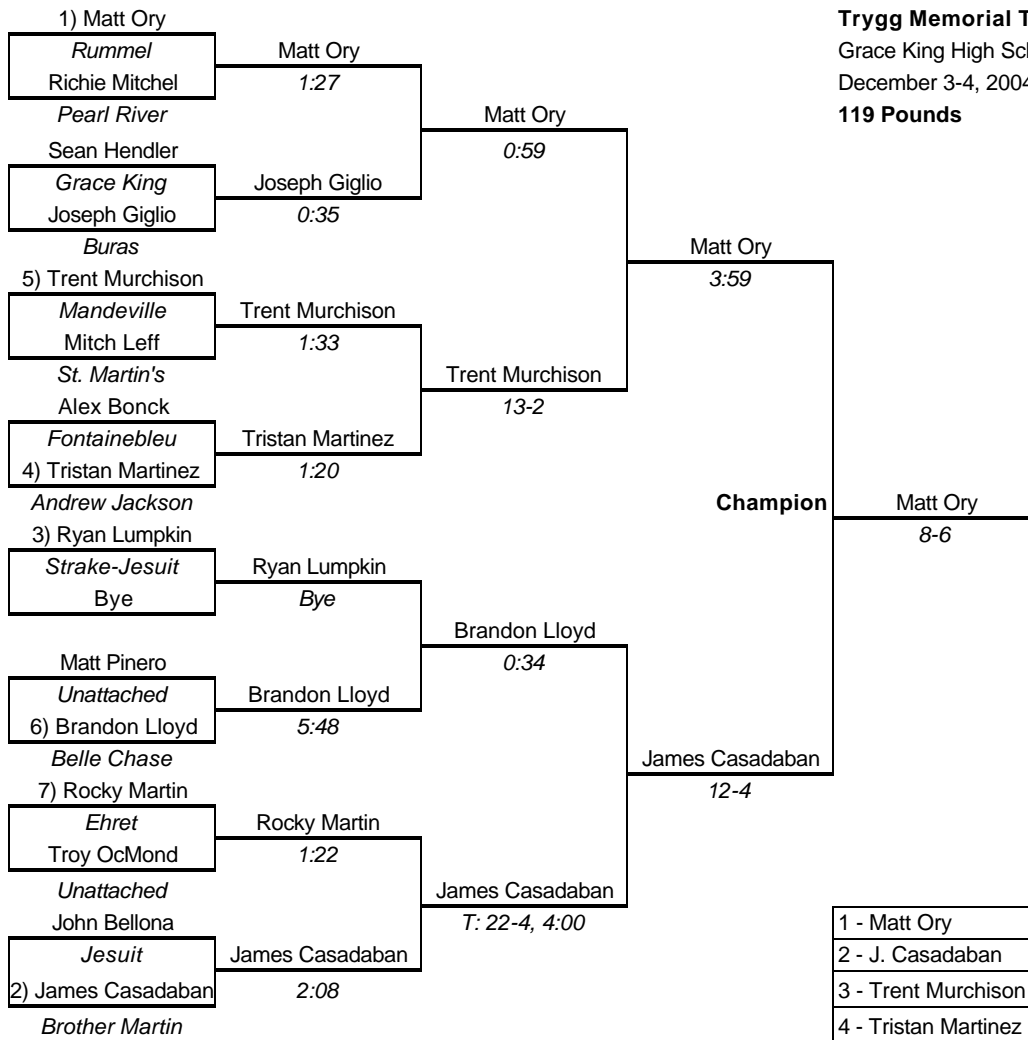 1) Matt Ory
Rummel
Richie Mitchel
Pearl River
Sean Hendler
Grace King
Joseph Giglio
Buras
5) Trent Murchison
Mandeville
Mitch Leff
St. Martin's
Alex Bonck
Fontainebleu
4) Tristan Martinez
Andrew Jackson
3) Ryan Lumpkin
Strake-Jesuit
Bye
Matt Pinero
Unattached
6) Brandon Lloyd
Belle Chase
7) Rocky Martin
Ehret
Troy OcMond
Unattached
John Bellona
Jesuit
2) James Casadaban
Brother Martin
Matt Ory
1:27
Joseph Giglio
0:35
Trent Murchison
1:33
Tristan Martinez
1:20
Ryan Lumpkin
Bye
Brandon Lloyd
5:48
Rocky Martin
1:22
James Casadaban
2:08
Matt Ory
0:59
Trent Murchison
13-2
Brandon Lloyd
0:34
James Casadaban
T: 22-4, 4:00
Matt Ory
3:59
James Casadaban
12-4
Champion
Matt Ory
8-6
Trygg Memorial T
Grace King High Scl
December 3-4, 2004
119 Pounds
1 - Matt Ory
2 - J. Casadaban
3 - Trent Murchison
4 - Tristan Martinez